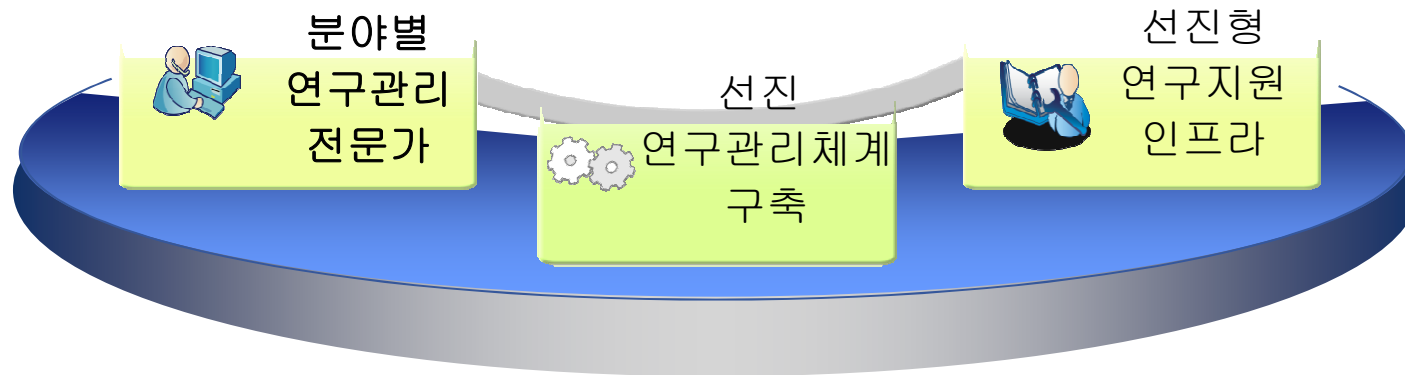 분야별
연구관리
전문가
선진
연구관리체계
구축
선진형
연구지원
인프라